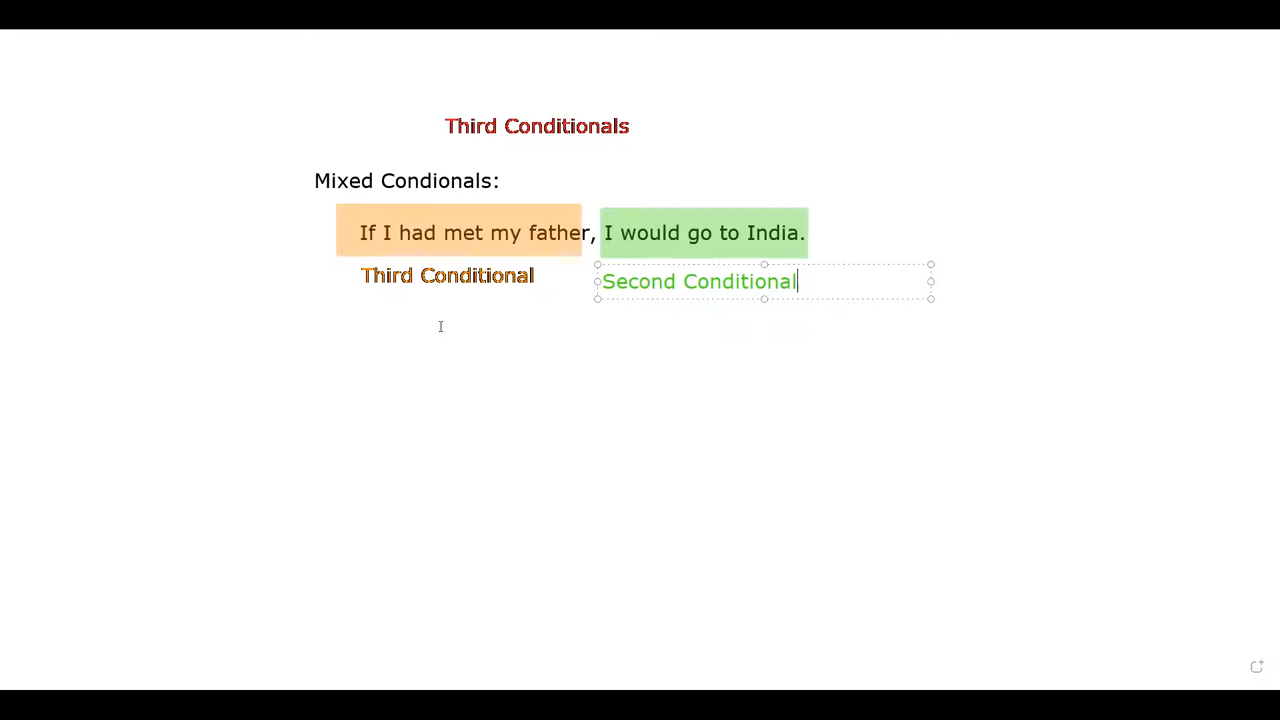 Third Conditionals
Mixed Condionals:
If I had met my father, I would go to India.
Third Conditional Second Conditional